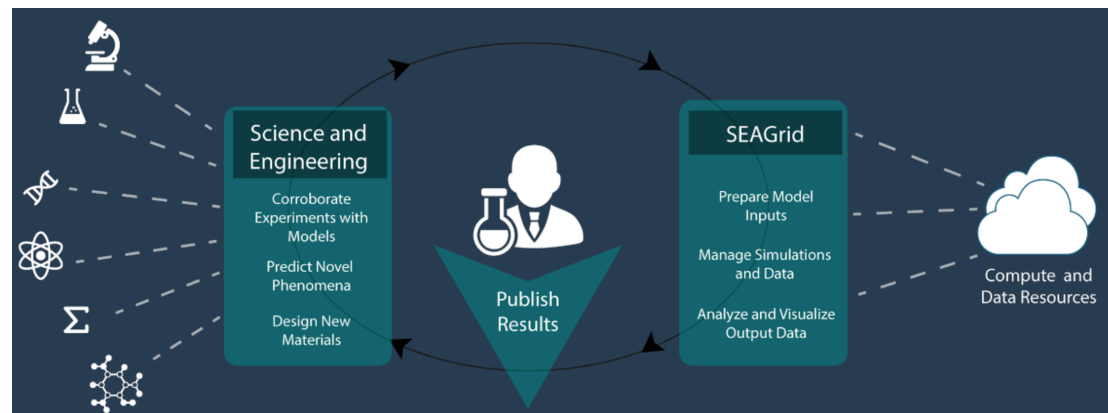 Science and
Engineering
Corroborate
Experiments with
Models
Predict Novel
Phenomena
Design New
Materials
Publish
Results
SEAGrid
Prepare Model
Inputs
Manage Simulations
and Data
Analyze and Visualize
Output Data
Compute and
Data Resources
Σ